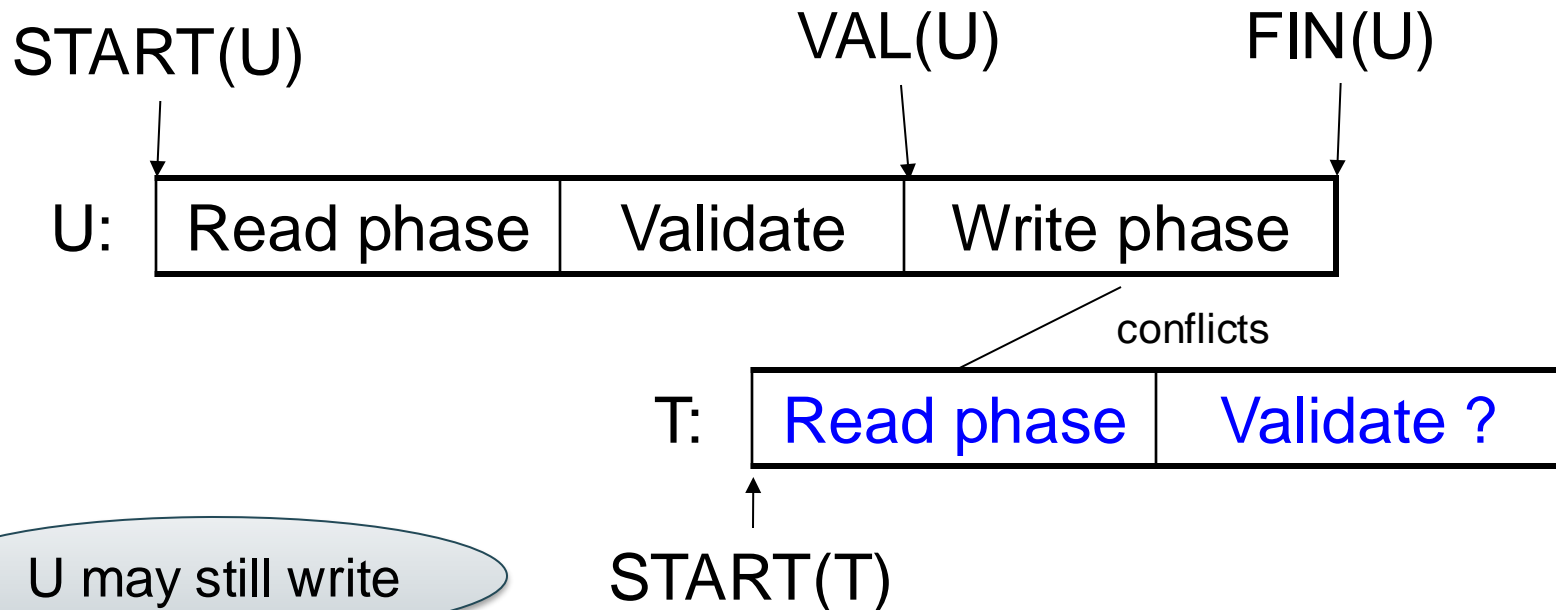 START(U) VAL(U) FIN(U)
U: Read phase Validate Write phase
conflicts
T: Read phase Validate ?
U may still write START(T)